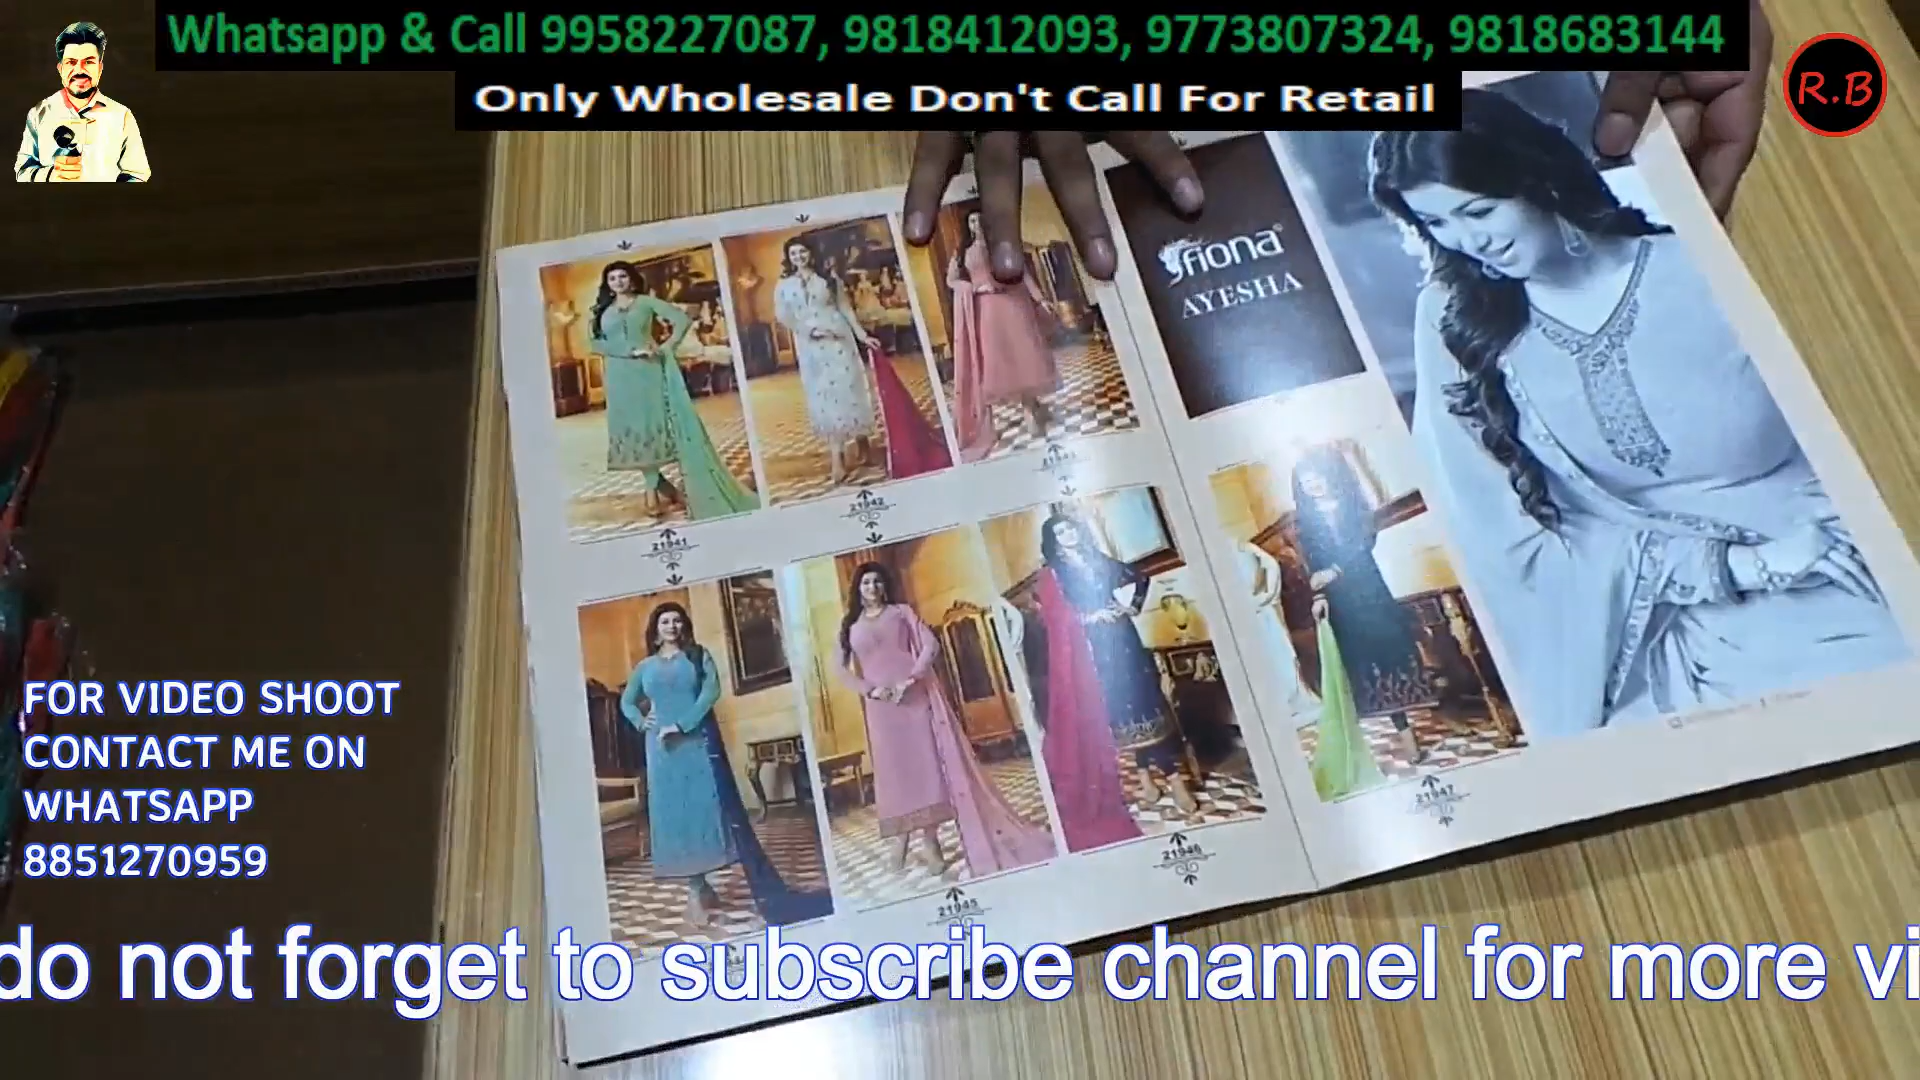 Whatsapp & Call 9958227087, 9818412093, 9773807324, 9818683144
Only Wholesale Don't Call For Retail
R.B
fiona
AYESHA
21941
21942
21943
21945
21946
21947
FOR VIDEO SHOOT
CONTACT ME ON
WHATSAPP
8851270959
do not forget to subscribe channel for more vi